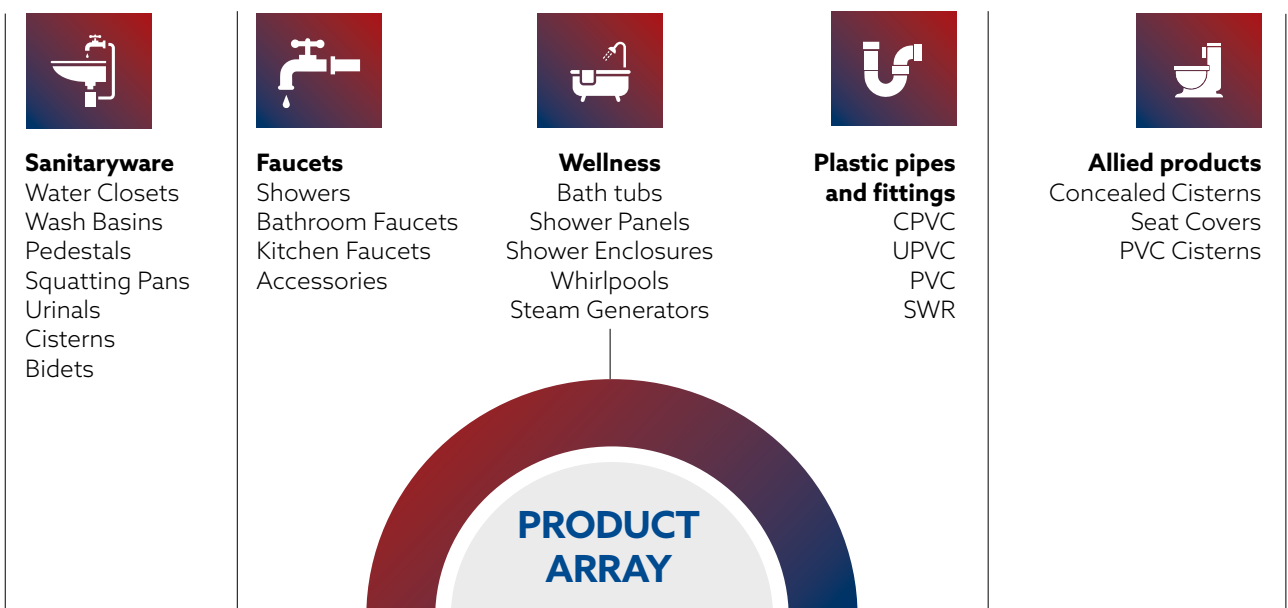 Sanitaryware
Water Closets
Wash Basins
Pedestals
Squatting Pans
Urinals
Cisterns
Bidets
Faucets
Showers
Bathroom Faucets
Kitchen Faucets
Accessories
Wellness
Bath tubs
Shower Panels
Shower Enclosures
Whirlpools
Steam Generators
Plastic pipes
and fittings
CPVC
UPVC
PVC
SWR
Allied products
Concealed Cisterns
Seat Covers
PVC Cisterns
PRODUCT
ARRAY